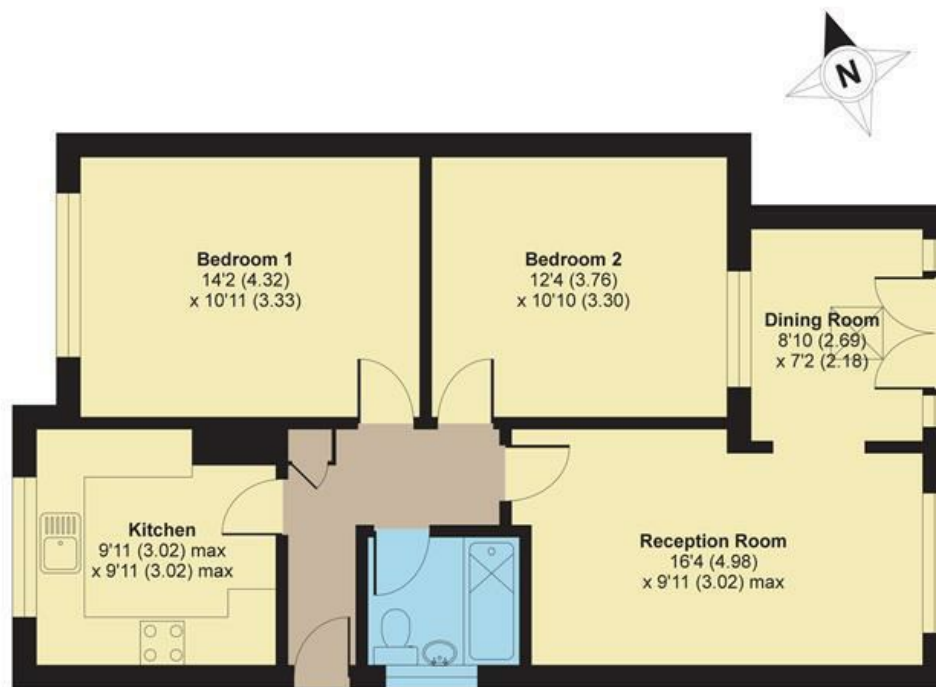 N
Bedroom 1
14'2 (4.32)
x 10'11 (3.33)
Bedroom 2
12'4 (3.76)
x 10'10 (3.30)
Dining Room
8'10 (2.69)
x 7'2 (2.18)
Kitchen
9'11 (3.02) max
x 9'11 (3.02) max
Reception Room
16'4 (4.98)
x 9'11 (3.02) max